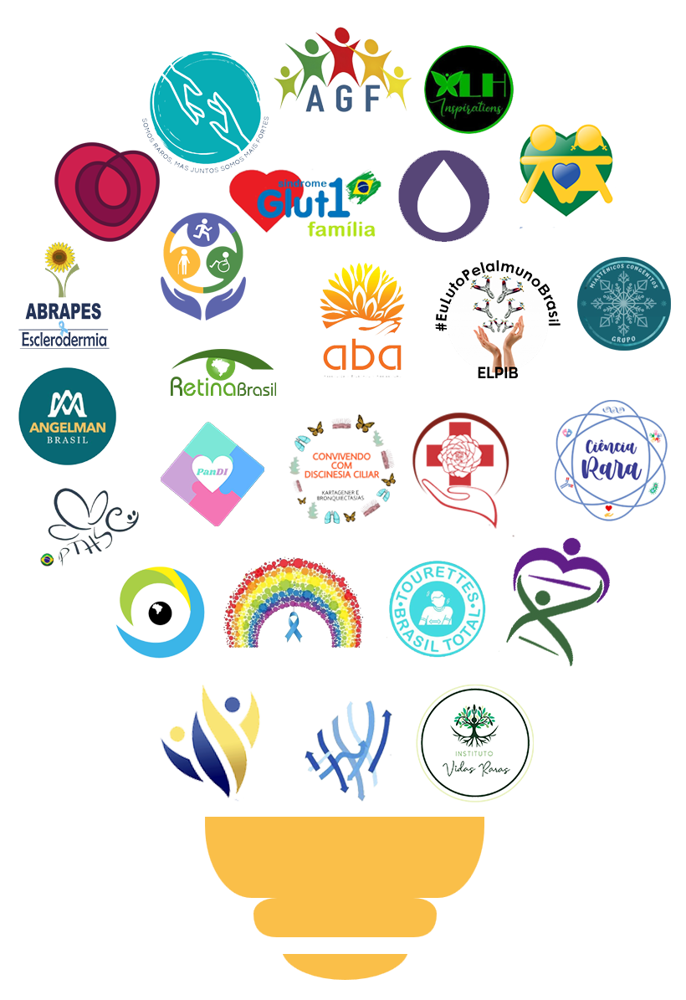 SOMOS RAROS, MAS JUNTOS SOMOS MAIS FORTES
AGF
XLH
Inspirations
síndrome
Glut1
família
ABRAPES
Esclerodermia
aba
#EuLutoPelaImunoBrasil
ELPIB
MIASTÊNICOS CONGÊNITOS
GRUPO
RetinaBrasil
ANGELMAN
BRASIL
PanDI
CONVIVENDO
COM
DISCINESIA CILIAR
KARTAGENER E
BRONQUIECTASIAS
Ciência
Rara
PTHS
TOURETTES
BRASIL TOTAL
INSTITUTO
Vidas Raras